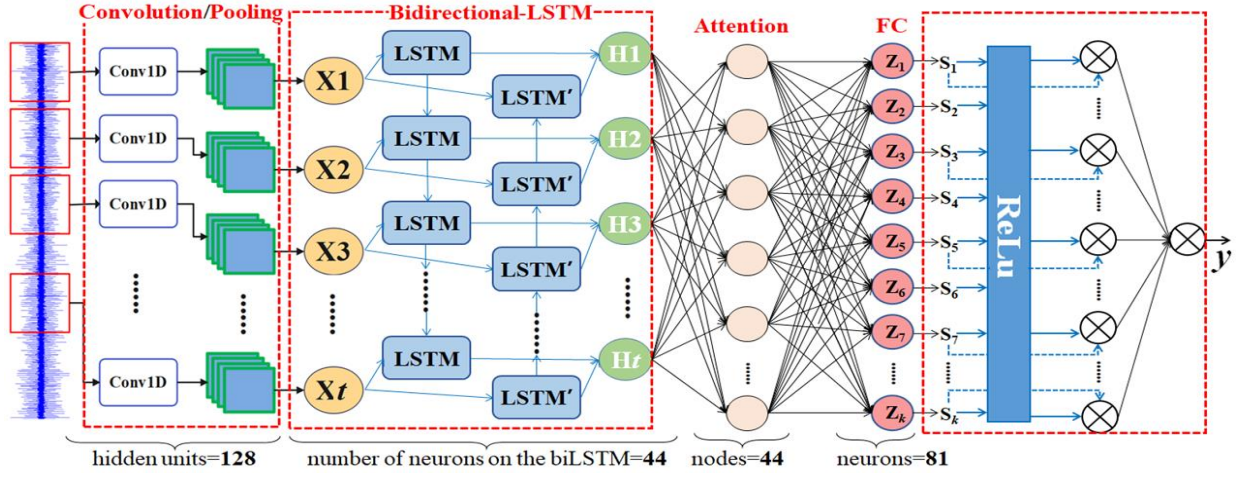 Convolution/Pooling
Bidirectional-LSTM
Attention
FC
Conv1D
Conv1D
Conv1D
Conv1D
X1
X2
X3
Xt
LSTM
LSTM′
LSTM
LSTM′
LSTM
LSTM′
LSTM
LSTM′
H1
H2
H3
Ht
Z1
Z2
Z3
Z4
Z5
Z6
Z7
Zk
S1
S2
S3
S4
S5
S6
S7
Sk
ReLu
y
hidden units=128
number of neurons on the biLSTM=44
nodes=44
neurons=81